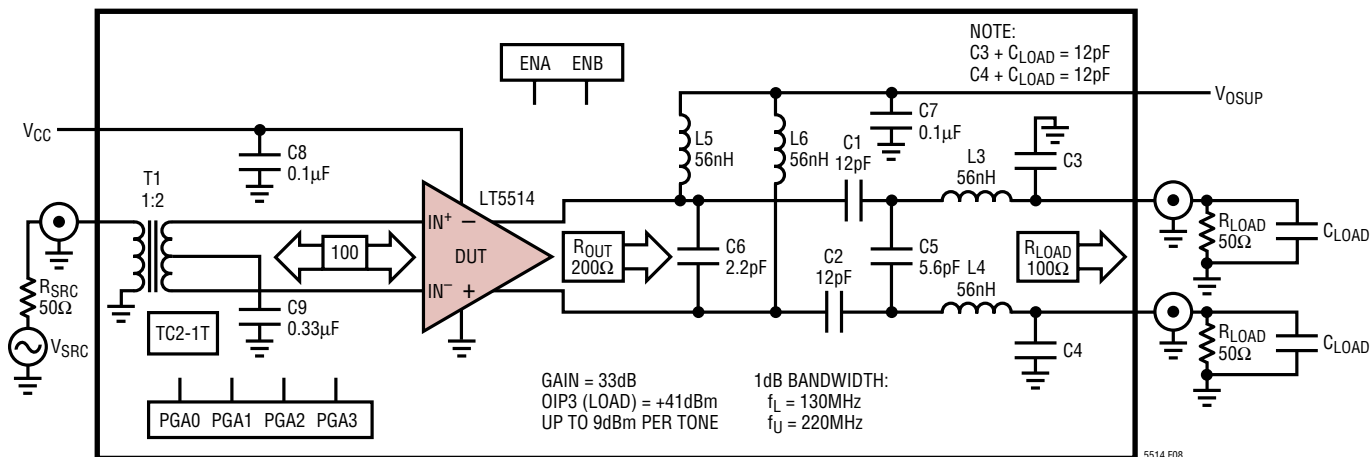 NOTE:
C3 + CLOAD = 12pF
C4 + CLOAD = 12pF
ENA ENB
VOSUP
VCC
C8
0.1µF
L5
56nH
L6
56nH
C7
0.1µF
C1
12pF
L3
56nH
C3
T1
1:2
LT5514
IN+ −
DUT
IN− +
100
ROUT
200Ω
C6
2.2pF
C2
12pF
C5
5.6pF
L4
56nH
RLOAD
100Ω
RLOAD
50Ω
CLOAD
RLOAD
50Ω
CLOAD
C4
RSRC
50Ω
VSRC
C9
0.33µF
TC2-1T
PGA0 PGA1 PGA2 PGA3
GAIN = 33dB
OIP3 (LOAD) = +41dBm
UP TO 9dBm PER TONE
1dB BANDWIDTH:
fL = 130MHz
fU = 220MHz
5514 F08